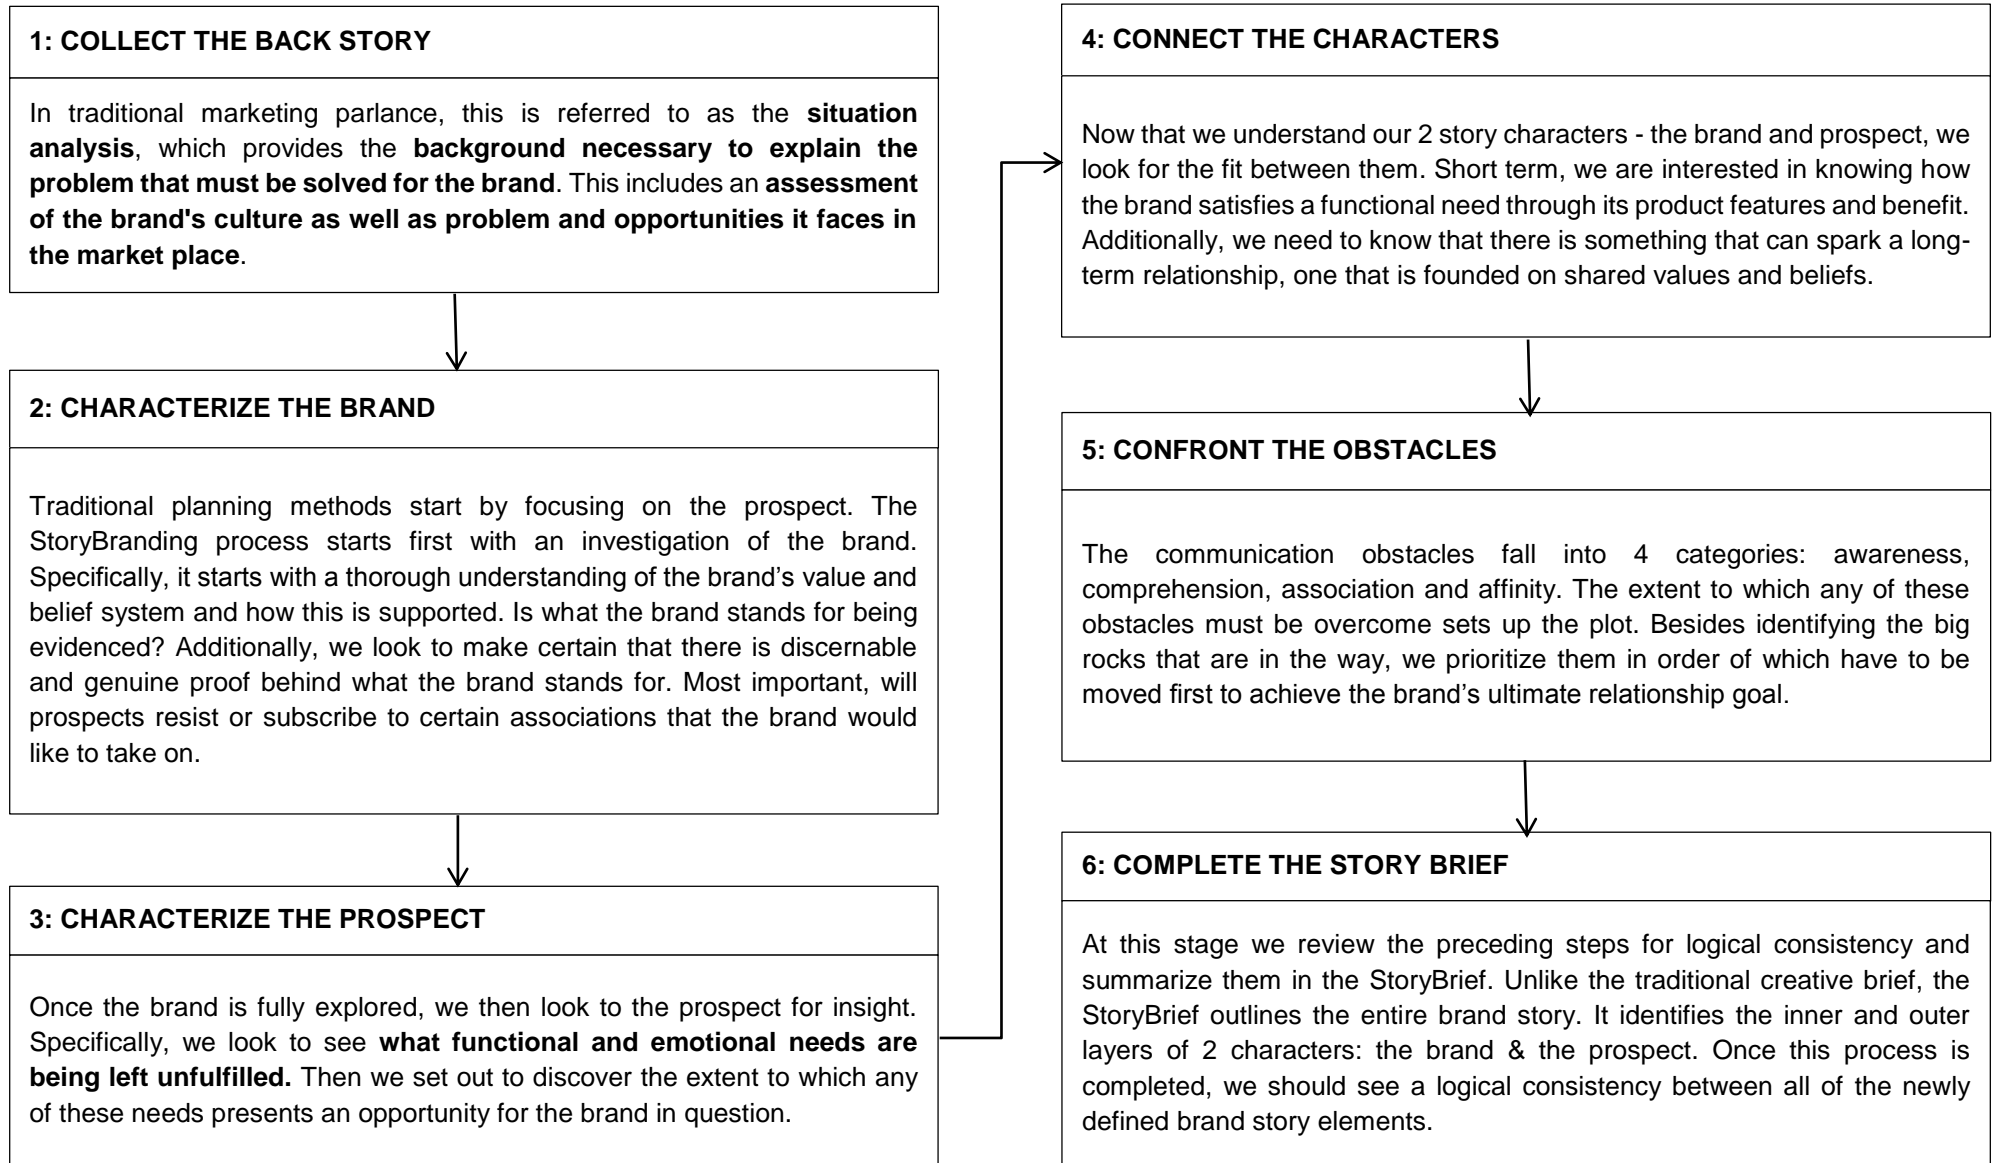 1: COLLECT THE BACK STORY
In traditional marketing parlance, this is referred to as the situation
analysis, which provides the background necessary to explain the
problem that must be solved for the brand. This includes an assessment
of the brand's culture as well as problem and opportunities it faces in
the market place.
2: CHARACTERIZE THE BRAND
Traditional planning methods start by focusing on the prospect. The
StoryBranding process starts first with an investigation of the brand.
Specifically, it starts with a thorough understanding of the brand’s value and
belief system and how this is supported. Is what the brand stands for being
evidenced? Additionally, we look to make certain that there is discernable
and genuine proof behind what the brand stands for. Most important, will
prospects resist or subscribe to certain associations that the brand would
like to take on.
3: CHARACTERIZE THE PROSPECT
Once the brand is fully explored, we then look to the prospect for insight.
Specifically, we look to see what functional and emotional needs are
being left unfulfilled. Then we set out to discover the extent to which any
of these needs presents an opportunity for the brand in question.
4: CONNECT THE CHARACTERS
Now that we understand our 2 story characters - the brand and prospect, we
look for the fit between them. Short term, we are interested in knowing how
the brand satisfies a functional need through its product features and benefit.
Additionally, we need to know that there is something that can spark a long-
term relationship, one that is founded on shared values and beliefs.
5: CONFRONT THE OBSTACLES
The communication obstacles fall into 4 categories: awareness,
comprehension, association and affinity. The extent to which any of these
obstacles must be overcome sets up the plot. Besides identifying the big
rocks that are in the way, we prioritize them in order of which have to be
moved first to achieve the brand’s ultimate relationship goal.
6: COMPLETE THE STORY BRIEF
At this stage we review the preceding steps for logical consistency and
summarize them in the StoryBrief. Unlike the traditional creative brief, the
StoryBrief outlines the entire brand story. It identifies the inner and outer
layers of 2 characters: the brand & the prospect. Once this process is
completed, we should see a logical consistency between all of the newly
defined brand story elements.